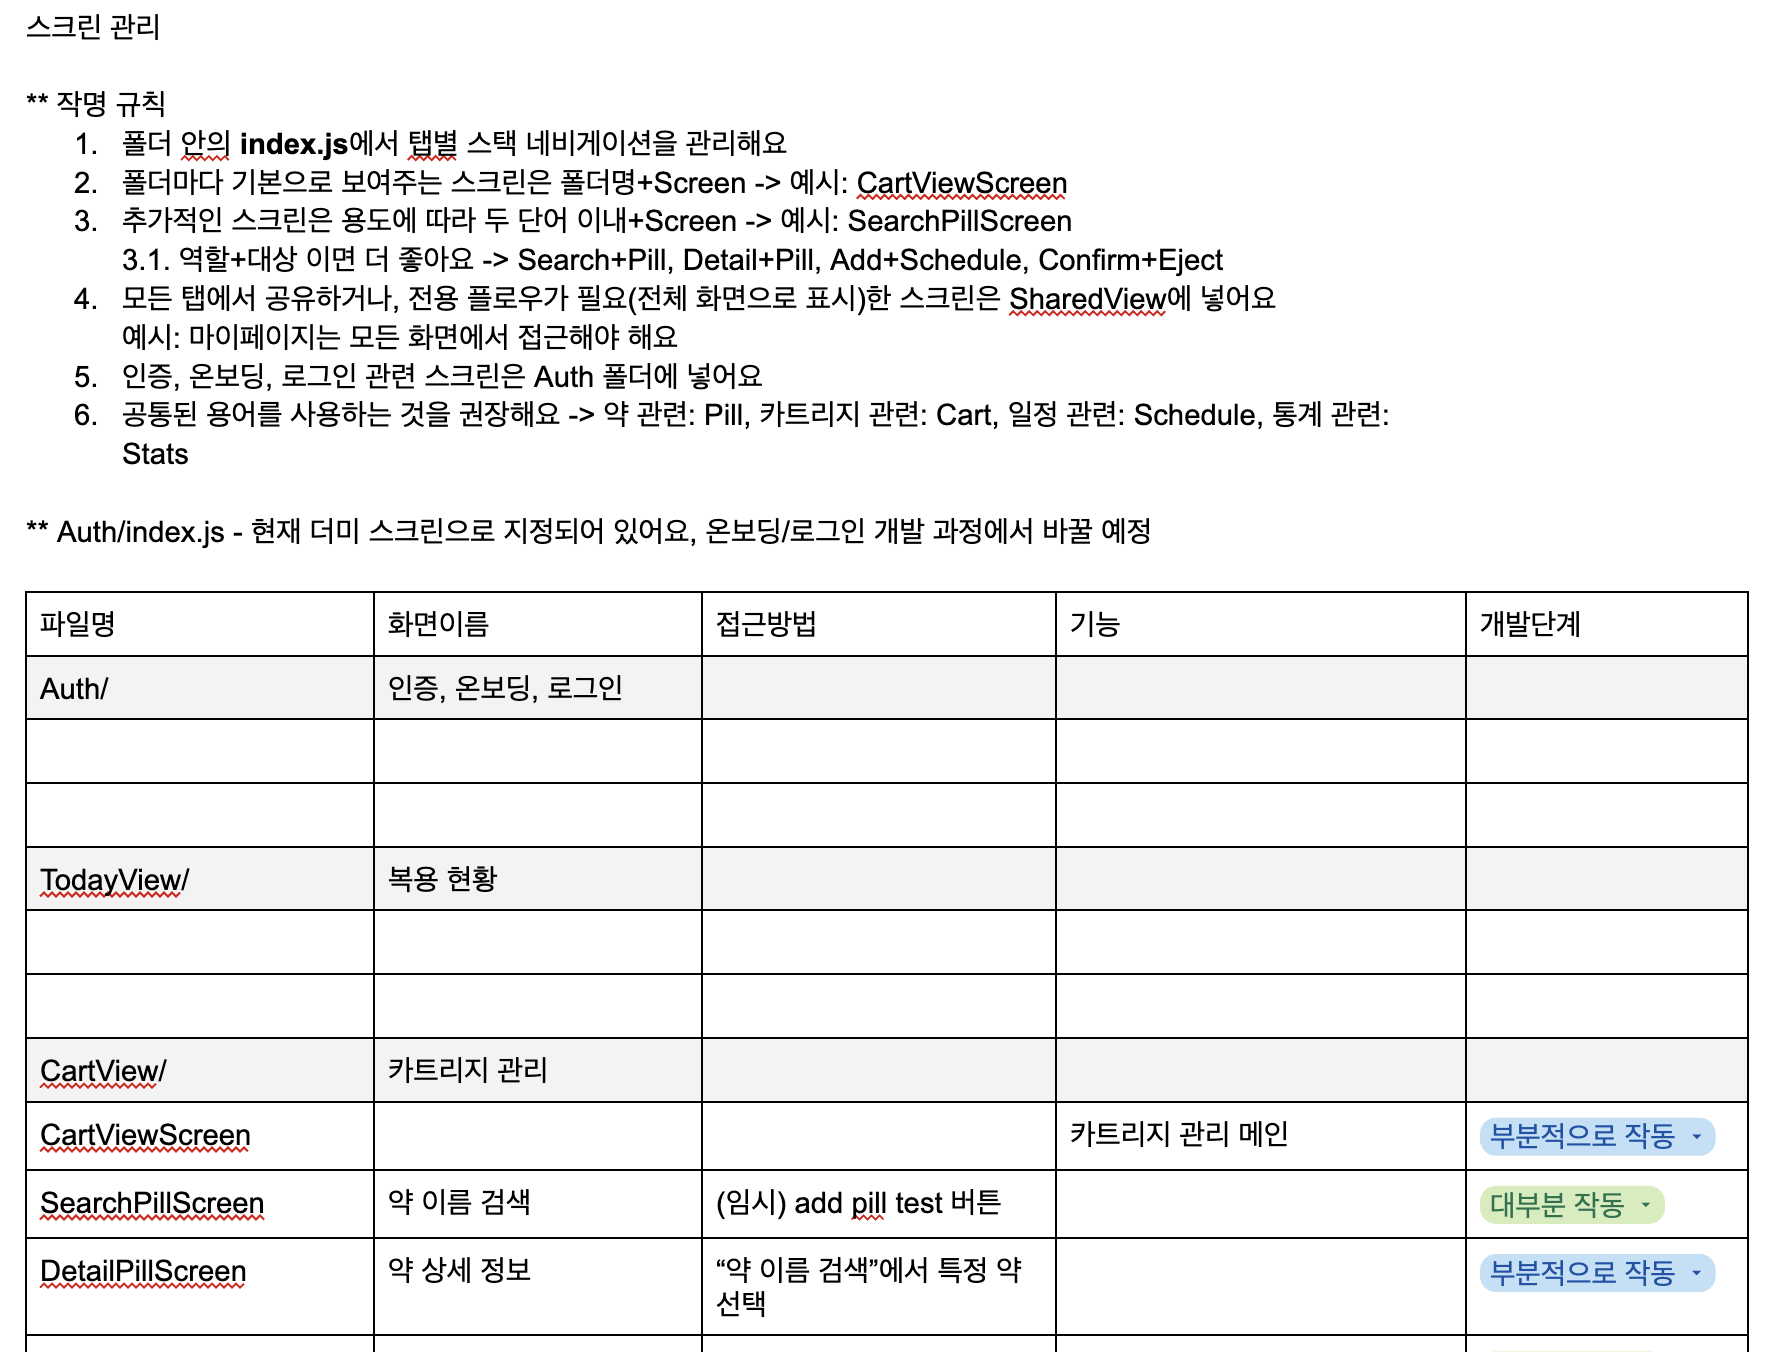 스크린 관리
** 작명 규칙
1. 폴더 안의 index.js에서 탭별 스택 네비게이션을 관리해요
2. 폴더마다 기본으로 보여주는 스크린은 폴더명+Screen -> 예시: CartViewScreen
3. 추가적인 스크린은 용도에 따라 두 단어 이내+Screen -> 예시: SearchPillScreen
3.1. 역할+대상 이면 더 좋아요 -> Search+Pill, Detail+Pill, Add+Schedule, Confirm+Eject
4. 모든 탭에서 공유하거나, 전용 플로우가 필요(전체 화면으로 표시)한 스크린은 SharedView에 넣어요
예시: 마이페이지는 모든 화면에서 접근해야 해요
5. 인증, 온보딩, 로그인 관련 스크린은 Auth 폴더에 넣어요
6. 공통된 용어를 사용하는 것을 권장해요 -> 약 관련: Pill, 카트리지 관련: Cart, 일정 관련: Schedule, 통계 관련:
Stats
** Auth/index.js - 현재 더미 스크린으로 지정되어 있어요, 온보딩/로그인 개발 과정에서 바꿀 예정
파일명 화면이름 접근방법 기능 개발단계
Auth/ 인증, 온보딩, 로그인
TodayView/ 복용 현황
CartView/ 카트리지 관리
CartViewScreen 카트리지 관리 메인 부분적으로 작동
SearchPillScreen 약 이름 검색 (임시) add pill test 버튼 대부분 작동
DetailPillScreen 약 상세 정보 “약 이름 검색”에서 특정 약 부분적으로 작동
선택